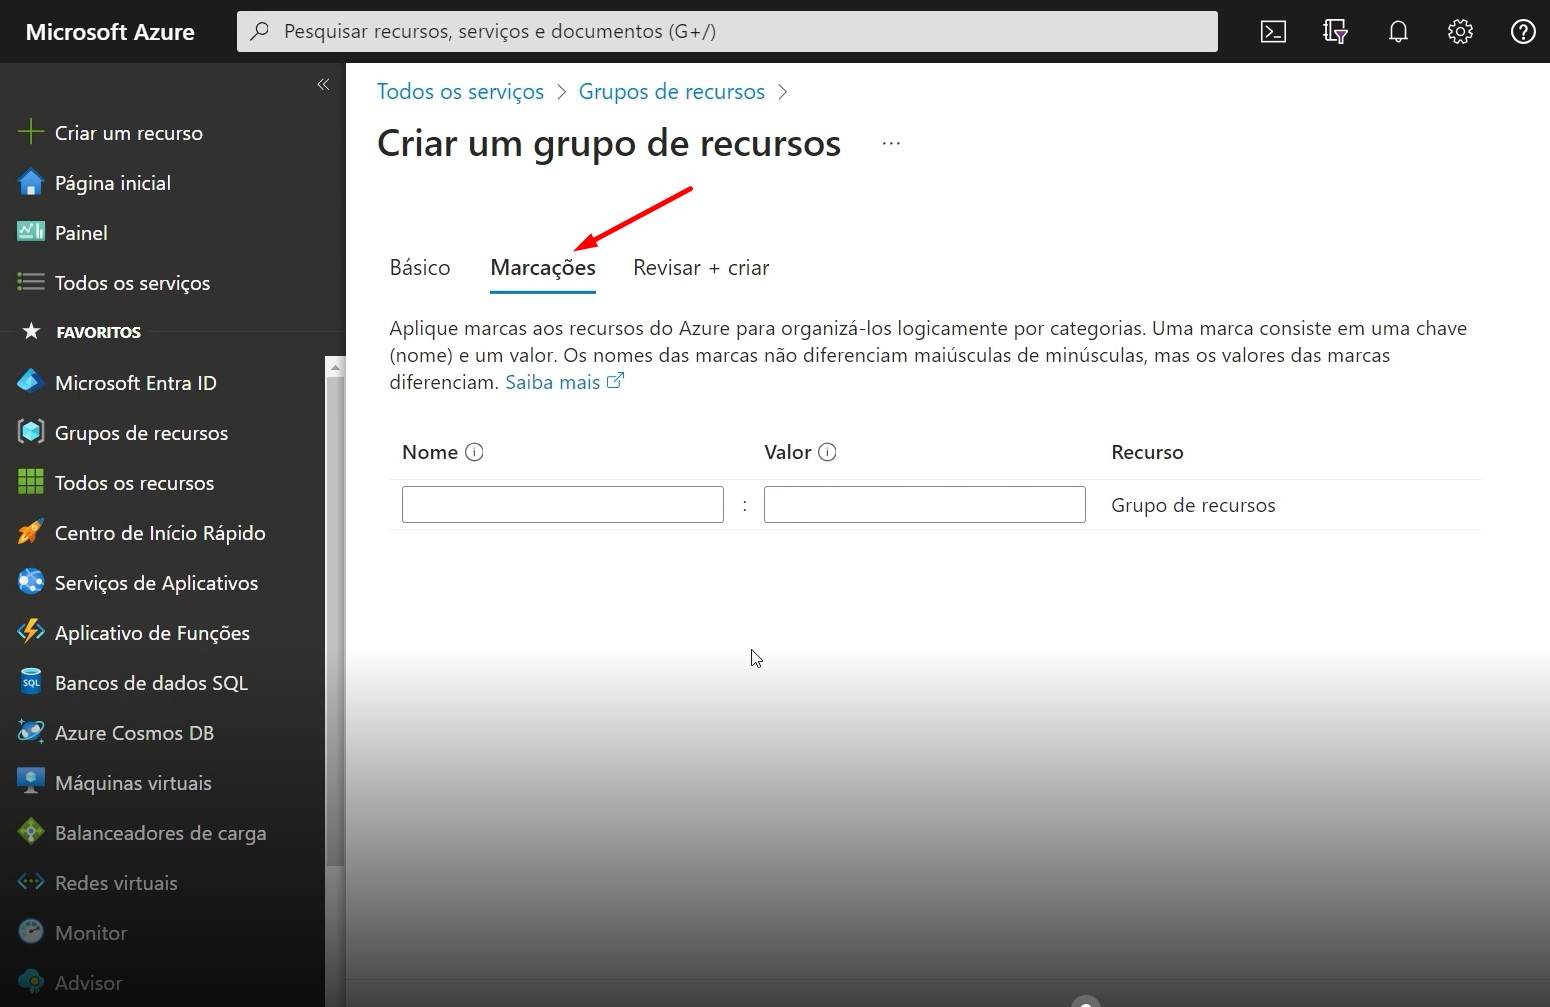 Microsoft Azure
Pesquisar recursos, serviços e documentos (G+/)
Criar um recurso
Página inicial
Painel
Todos os serviços
FAVORITOS
Microsoft Entra ID
Grupos de recursos
Todos os recursos
Centro de Início Rápido
Serviços de Aplicativos
Aplicativo de Funções
SQL
Bancos de dados SQL
Azure Cosmos DB
Máquinas virtuais
Balanceadores de carga
Redes virtuais
Monitor
Advisor
Todos os serviços > Grupos de recursos >
Criar um grupo de recursos ...
Básico Marcações Revisar + criar
Aplique marcas aos recursos do Azure para organizá-los logicamente por categorias. Uma marca consiste em uma chave
(nome) e um valor. Os nomes das marcas não diferenciam maiúsculas de minúsculas, mas os valores das marcas
diferenciam. Saiba mais
Nome Valor Recurso
: Grupo de recursos